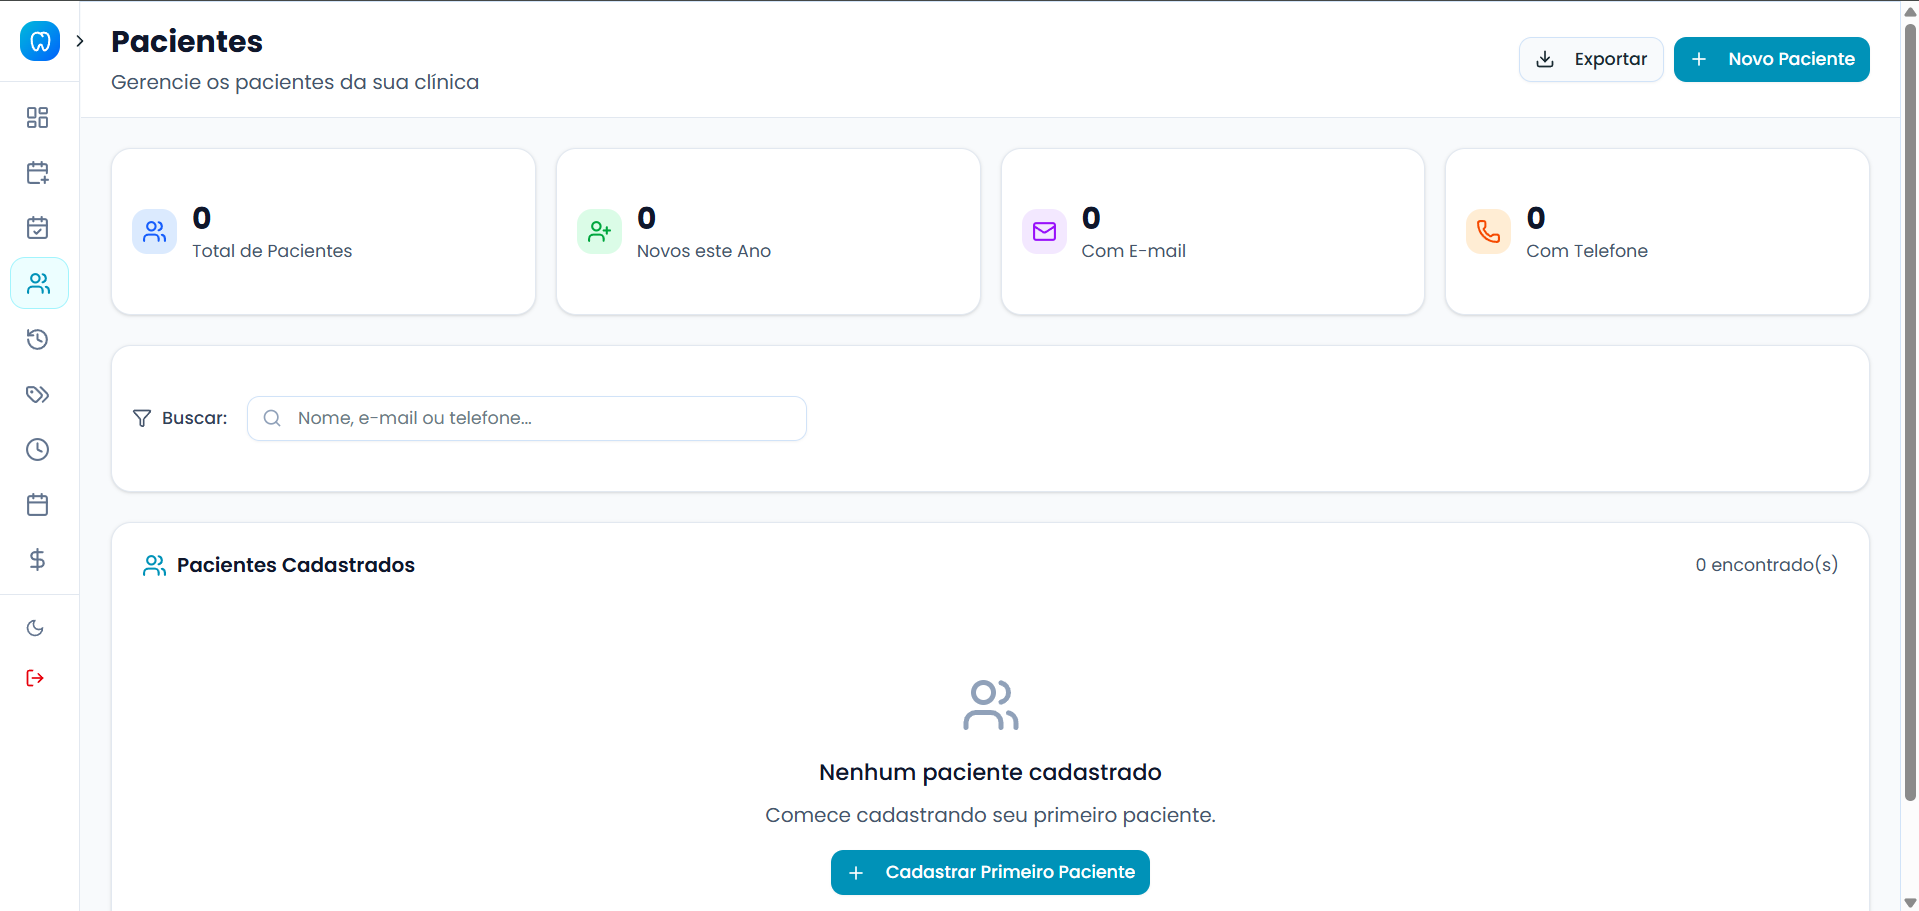 Pacientes
Gerencie os pacientes da sua clínica
Exportar
Novo Paciente
0
Total de Pacientes
0
Novos este Ano
0
Com E-mail
0
Com Telefone
Buscar:
Nome, e-mail ou telefone...
Pacientes Cadastrados
0 encontrado(s)
Nenhum paciente cadastrado
Comece cadastrando seu primeiro paciente.
Cadastrar Primeiro Paciente